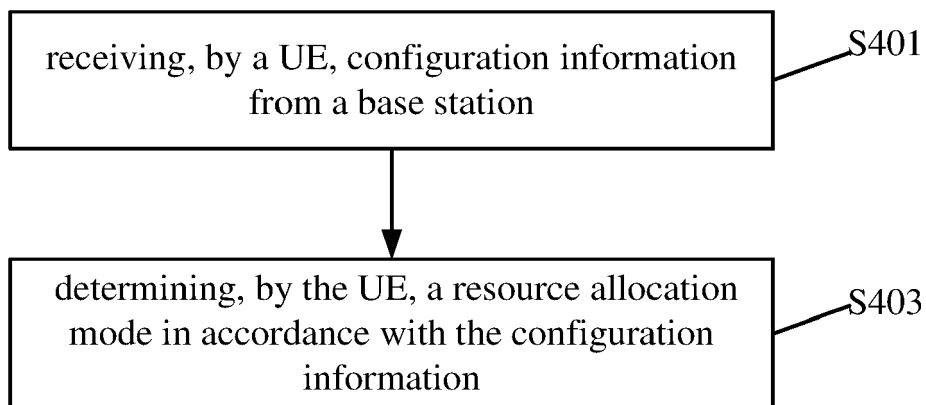 receiving, by a UE, configuration information
from a base station
S401
determining, by the UE, a resource allocation
mode in accordance with the configuration
information
S403